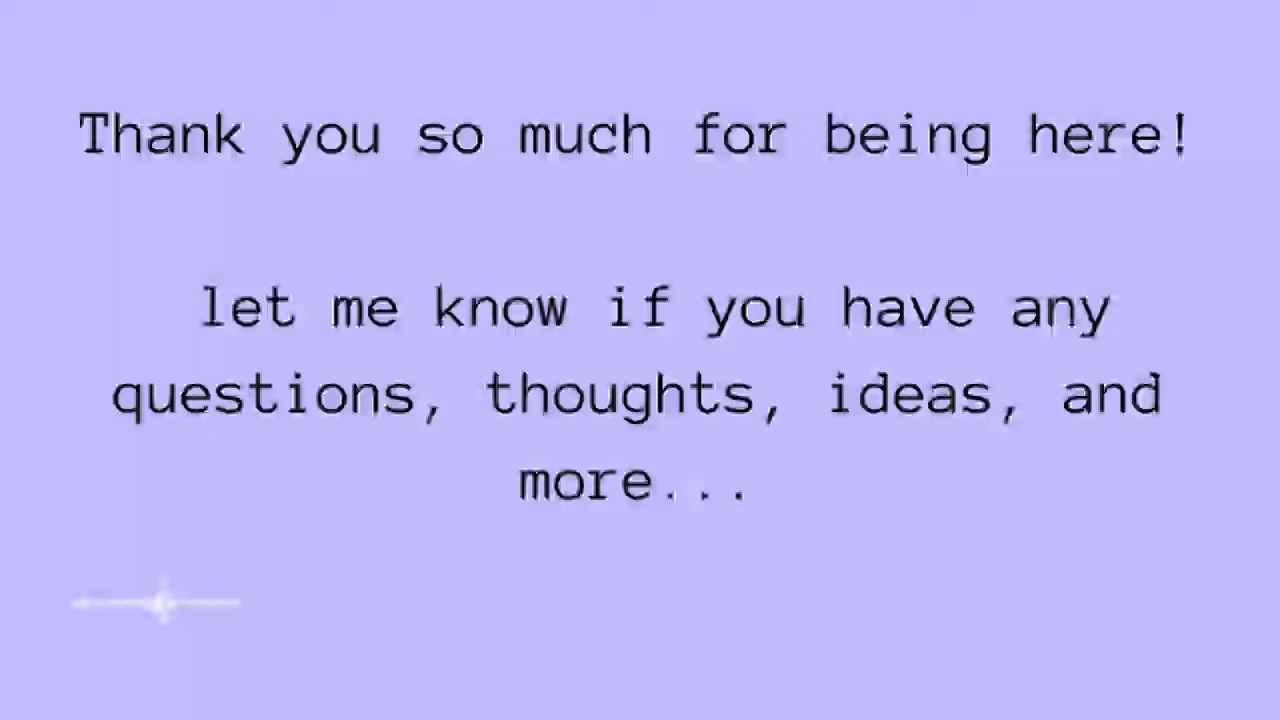 Thank you so much for being here!
let me know if you have any
questions, thoughts, ideas, and
more...